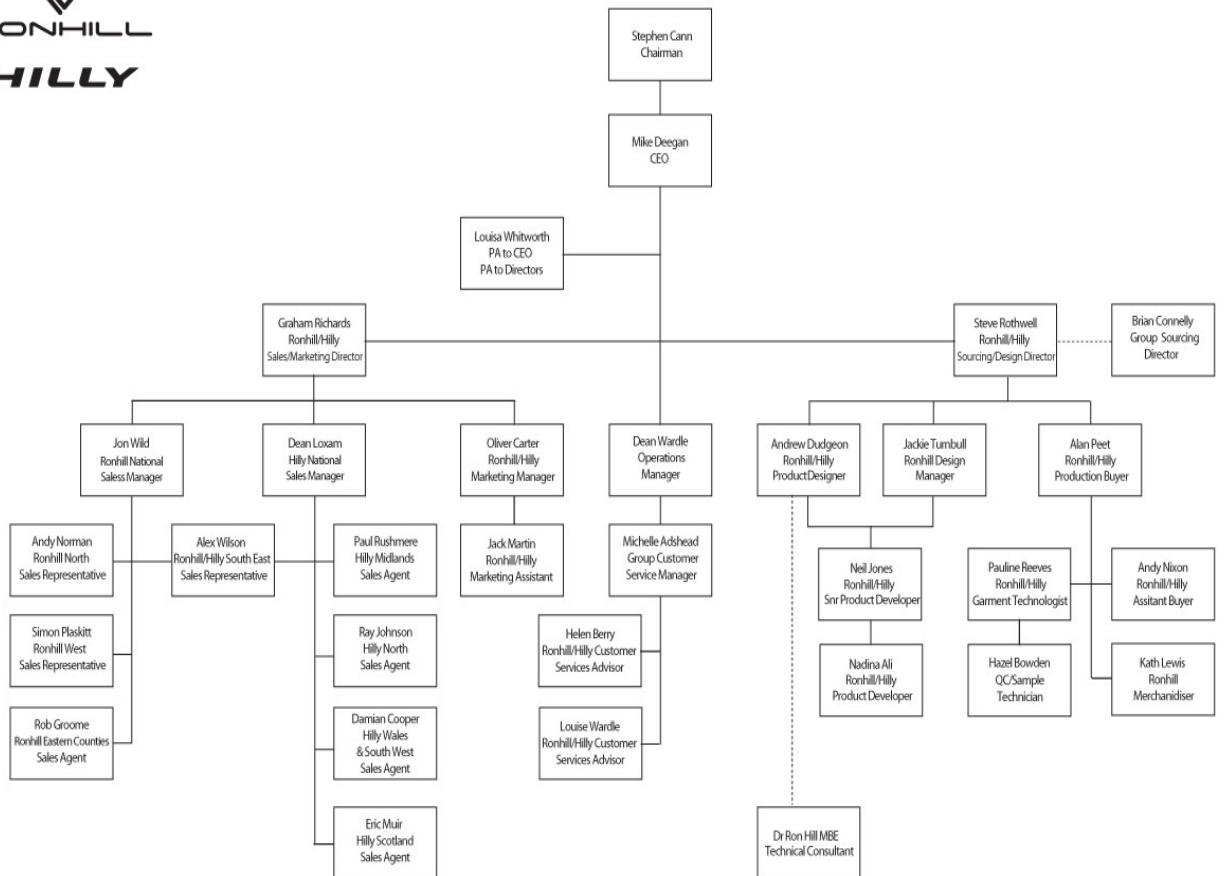 ONHILL
HILLY
Stephen Cann
Chairman
Mike Deegan
CEO
Louisa Whitworth
PA to CEO
PA to Directors
Graham Richards
Ronhill/Hilly
Sales/Marketing Director
Steve Rothwell
Ronhill/Hilly
Sourcing/Design Director
Brian Connelly
Group Sourcing
Director
Jon Wild
Ronhill National
Saless Manager
Dean Loxam
Hilly National
Sales Manager
Oliver Carter
Ronhill/Hilly
Marketing Manager
Dean Wardle
Operations
Manager
Andrew Dudgeon
Ronhill/Hilly
Product Designer
Jackie Turnbull
Ronhill Design
Manager
Alan Peet
Ronhill/Hilly
Production Buyer
Andy Norman
Ronhill North
Sales Representative
Alex Wilson
Ronhill/Hilly South East
Sales Representative
Paul Rushmere
Hilly Midlands
Sales Agent
Jack Martin
Ronhill/Hilly
Marketing Assistant
Michelle Adshead
Group Customer
Service Manager
Neil Jones
Ronhill/Hilly
Snr Product Developer
Pauline Reeves
Ronhill/Hilly
Garment Technologist
Andy Nixon
Ronhill/Hilly
Assitant Buyer
Simon Plaskitt
Ronhill West
Sales Representative
Ray Johnson
Hilly North
Sales Agent
Helen Berry
Ronhill/Hilly Customer
Services Advisor
Nadina Ali
Ronhill/Hilly
Product Developer
Hazel Bowden
QC/Sample
Technician
Kath Lewis
Ronhill
Merchanidiser
Rob Groome
Ronhill Eastern Counties
Sales Agent
Damian Cooper
Hilly Wales
& South West
Sales Agent
Louise Wardle
Ronhill/Hilly Customer
Services Advisor
Eric Muir
Hilly Scotland
Sales Agent
Dr Ron Hill MBE
Technical Consultant